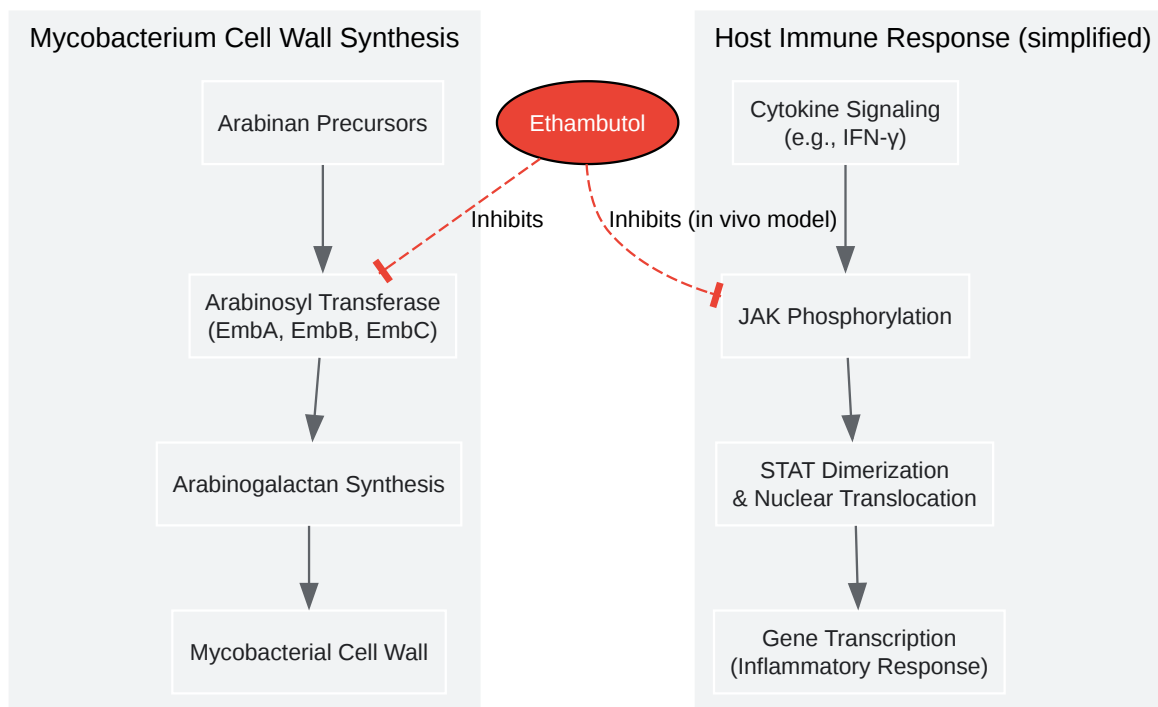 Mycobacterium Cell Wall Synthesis
Host Immune Response (simplified)
Arabinan Precursors
Ethambutol
Cytokine Signaling
(e.g., IFN-γ)
Inhibits
Inhibits (in vivo model)
Arabinosyl Transferase
(EmbA, EmbB, EmbC)
JAK Phosphorylation
Arabinogalactan Synthesis
STAT Dimerization
& Nuclear Translocation
Mycobacterial Cell Wall
Gene Transcription
(Inflammatory Response)